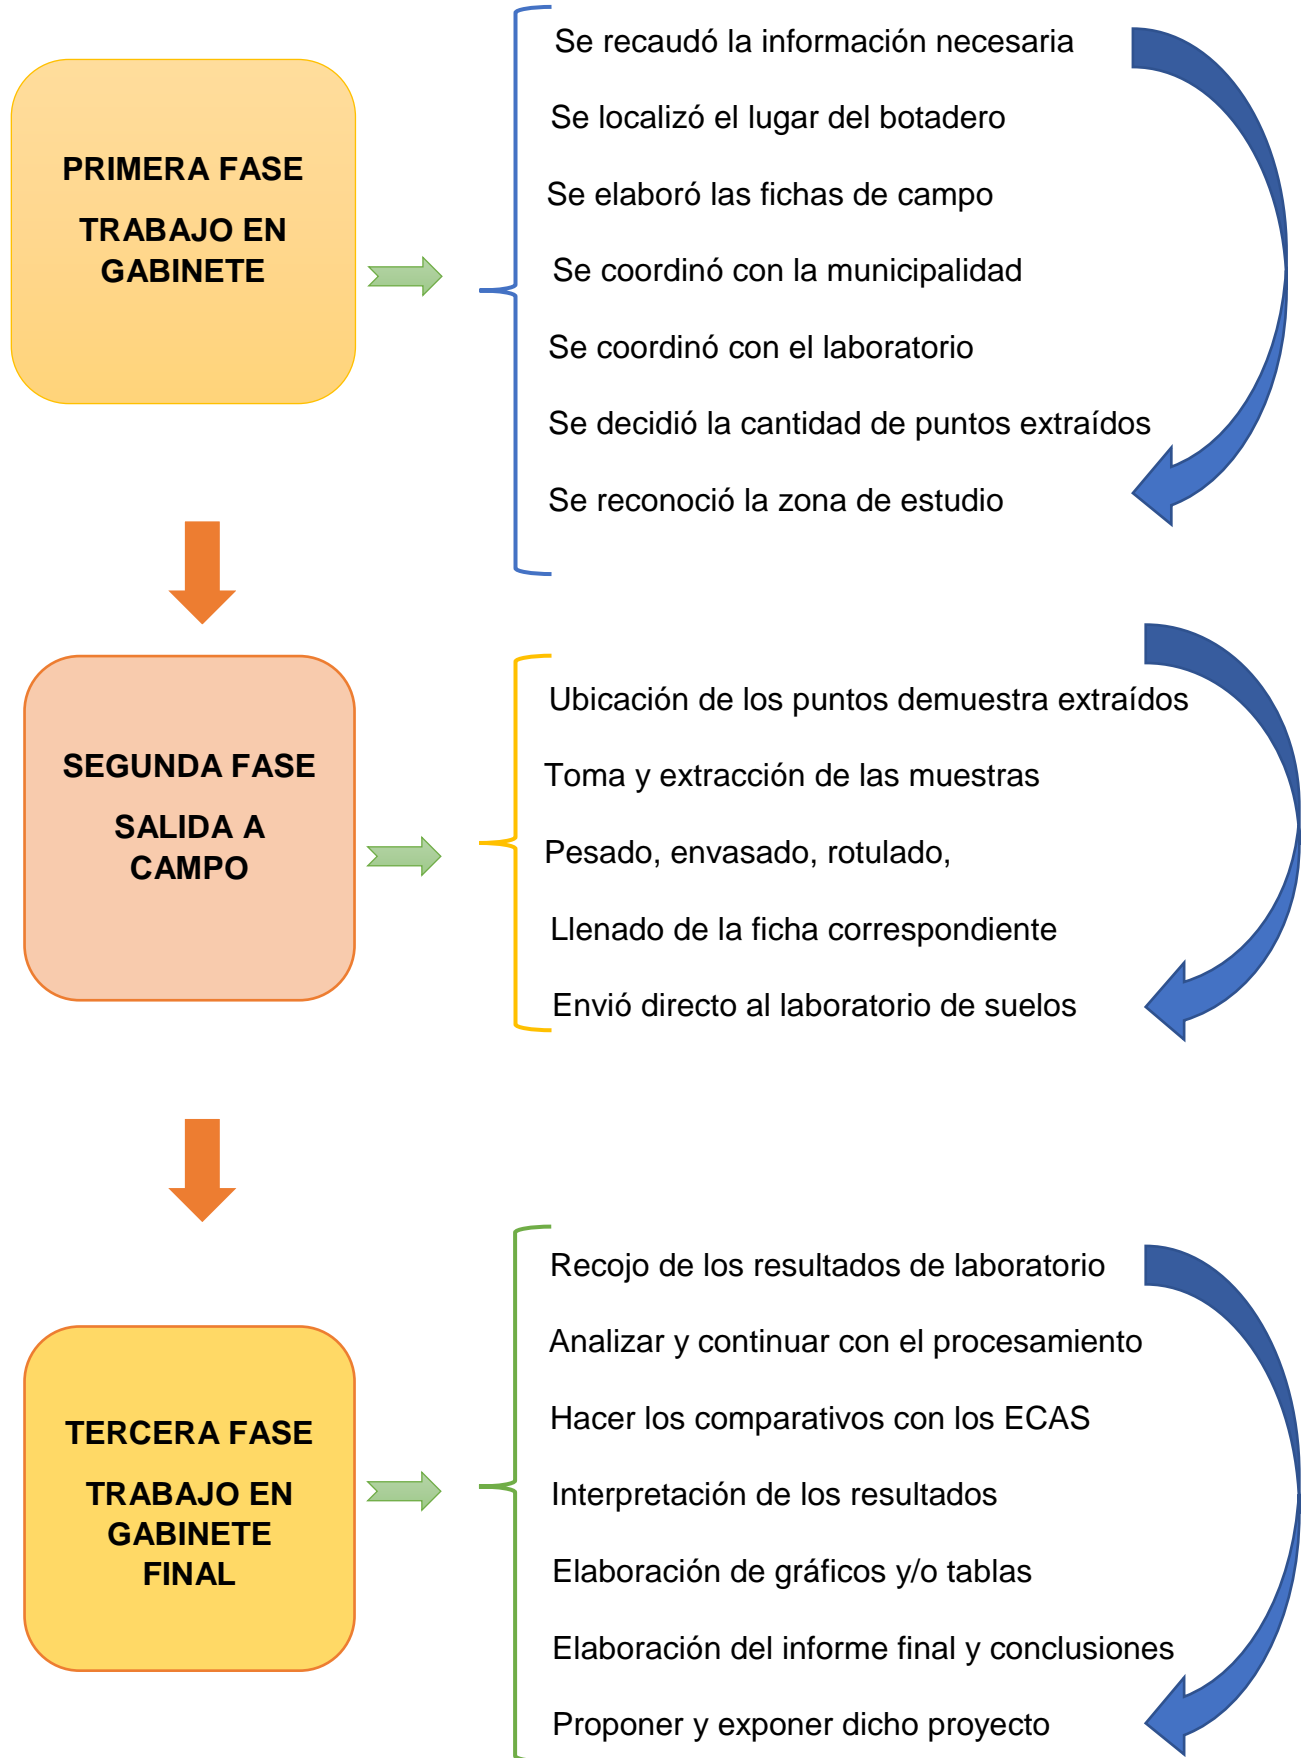 PRIMERA FASE
TRABAJO EN
GABINETE
Se recaudó la información necesaria
Se localizó el lugar del botadero
Se elaboró las fichas de campo
Se coordinó con la municipalidad
Se coordinó con el laboratorio
Se decidió la cantidad de puntos extraídos
Se reconoció la zona de estudio
SEGUNDA FASE
SALIDA A
CAMPO
Ubicación de los puntos demuestra extraídos
Toma y extracción de las muestras
Pesado, envasado, rotulado,
Llenado de la ficha correspondiente
Envió directo al laboratorio de suelos
TERCERA FASE
TRABAJO EN
GABINETE
FINAL
Recojo de los resultados de laboratorio
Analizar y continuar con el procesamiento
Hacer los comparativos con los ECAS
Interpretación de los resultados
Elaboración de gráficos y/o tablas
Elaboración del informe final y conclusiones
Proponer y exponer dicho proyecto